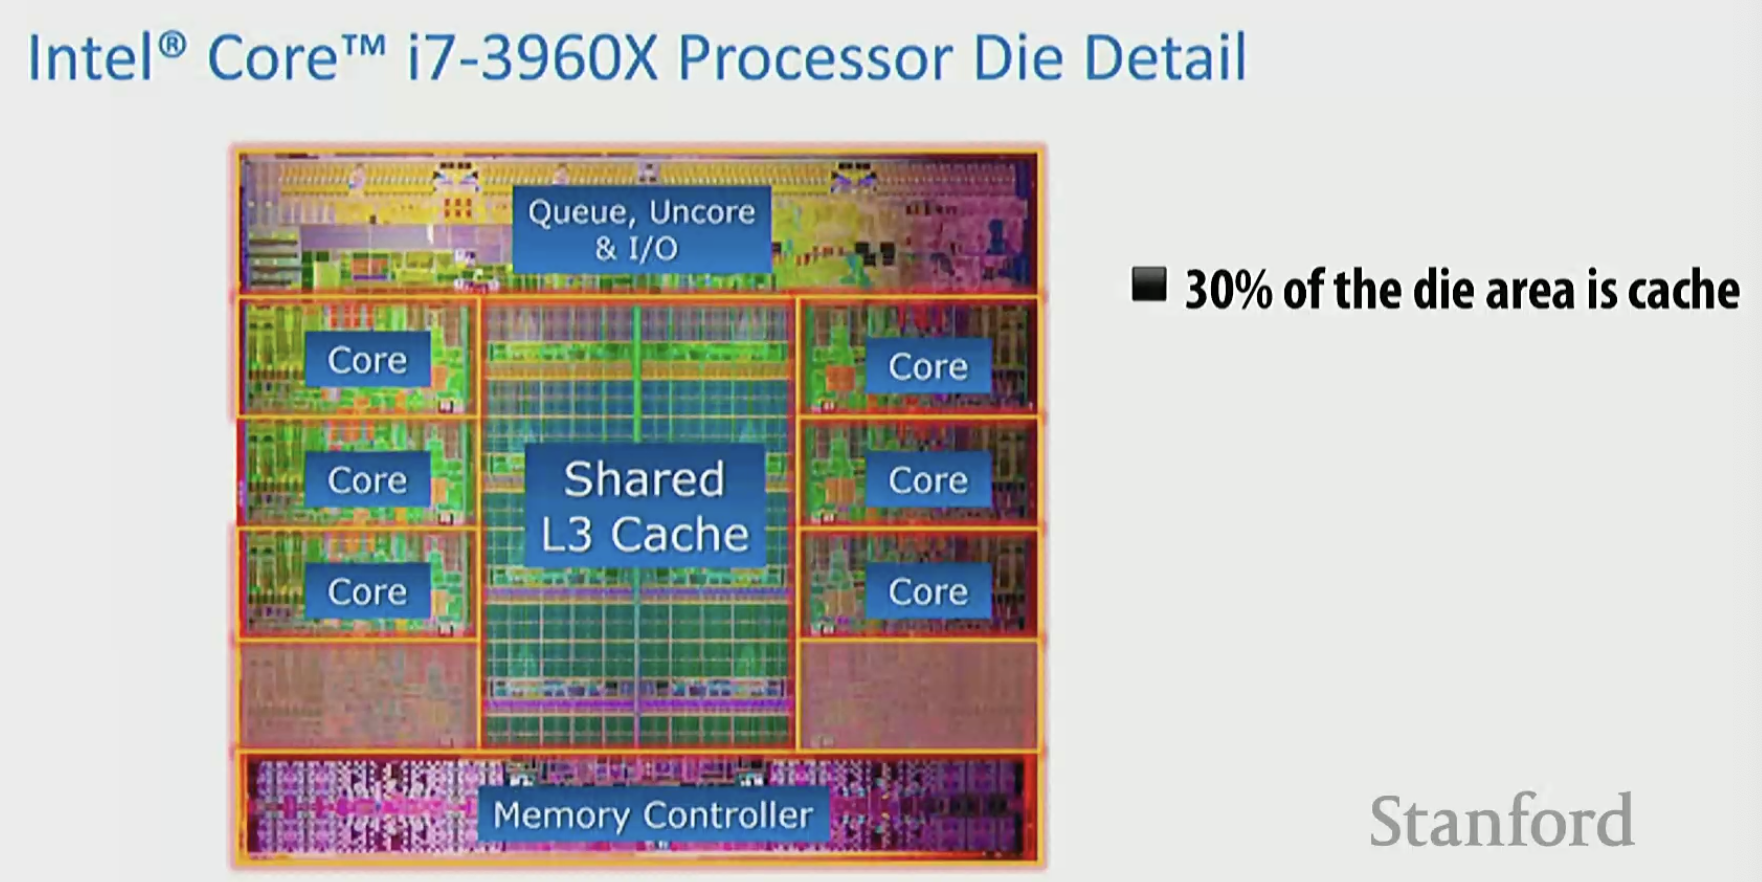 Intel® Core™ i7-3960X Processor Die Detail
Queue, Uncore
& I/O
30% of the die area is cache
Core
Core
Core
Shared
L3 Cache
Core
Core
Core
Memory Controller
Stanford